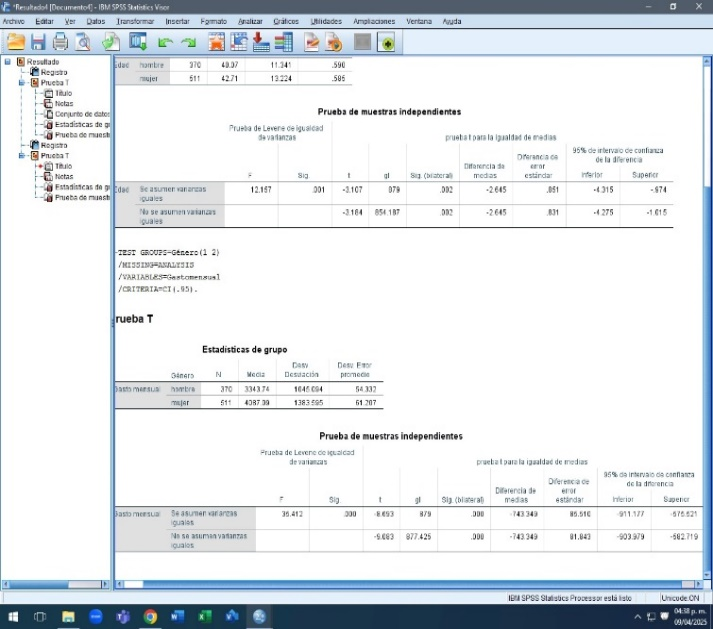 *Resultado4 [Documento4] - IBM SPSS Statistics Visor
Archivo Editar Ver Datos Transformar Insertar Formato Analizar Gráficos Utilidades Ampliaciones Ventana Ayuda
Resultado
Registro
Prueba T
Título
Notas
Conjunto de datos
Estadísticas de gr
Prueba de muest
Registro
Prueba T
Título
Notas
Estadísticas de gr
Prueba de muest
Edad hombre 370 11.341 .590
mujer 511 42.71 13.224 .585
Prueba de muestras independientes
Prueba de Levene de igualdad de varianzas
prueba t para la igualdad de medias
95% de intervalo de confianza de la diferencia
F Sig. t gl Sig. (bilateral) Diferencia de medias Diferencia de error estándar Inferior Superior
Edad Se asumen varianzas iguales 12.157 .001 -3.107 879 .002 -2.645 .851 -4.315 -.974
No se asumen varianzas iguales -3.184 854.187 .002 -2.645 .831 -4.275 -1.015
-TEST GROUPS=Género(1 2)
/MISSING=ANALYSIS
/VARIABLES=Gastomensual
/CRITERIA=CI(.95).
rueba T
Estadísticas de grupo
Género N Media Desv. Desviación Desv. Error promedio
Gasto mensual hombre 370 3343.74 54.332
mujer 511 4087.09 1383.595 61.207
Prueba de muestras independientes
Prueba de Levene de igualdad de varianzas
prueba t para la igualdad de medias
95% de intervalo de confianza de la diferencia
F Sig. t gl Sig. (bilateral) Diferencia de medias Diferencia de error estándar Inferior Superior
Gasto mensual Se asumen varianzas iguales .000 -8.693 879 .000 -743.349 -911.177 -575.521
No se asumen varianzas iguales -9.083 877.425 .000 -743.349 81.843 -903.979 -582.719
IBM SPSS Statistics Processor está listo Unicode:ON
04:38 p. m.
09/04/2025